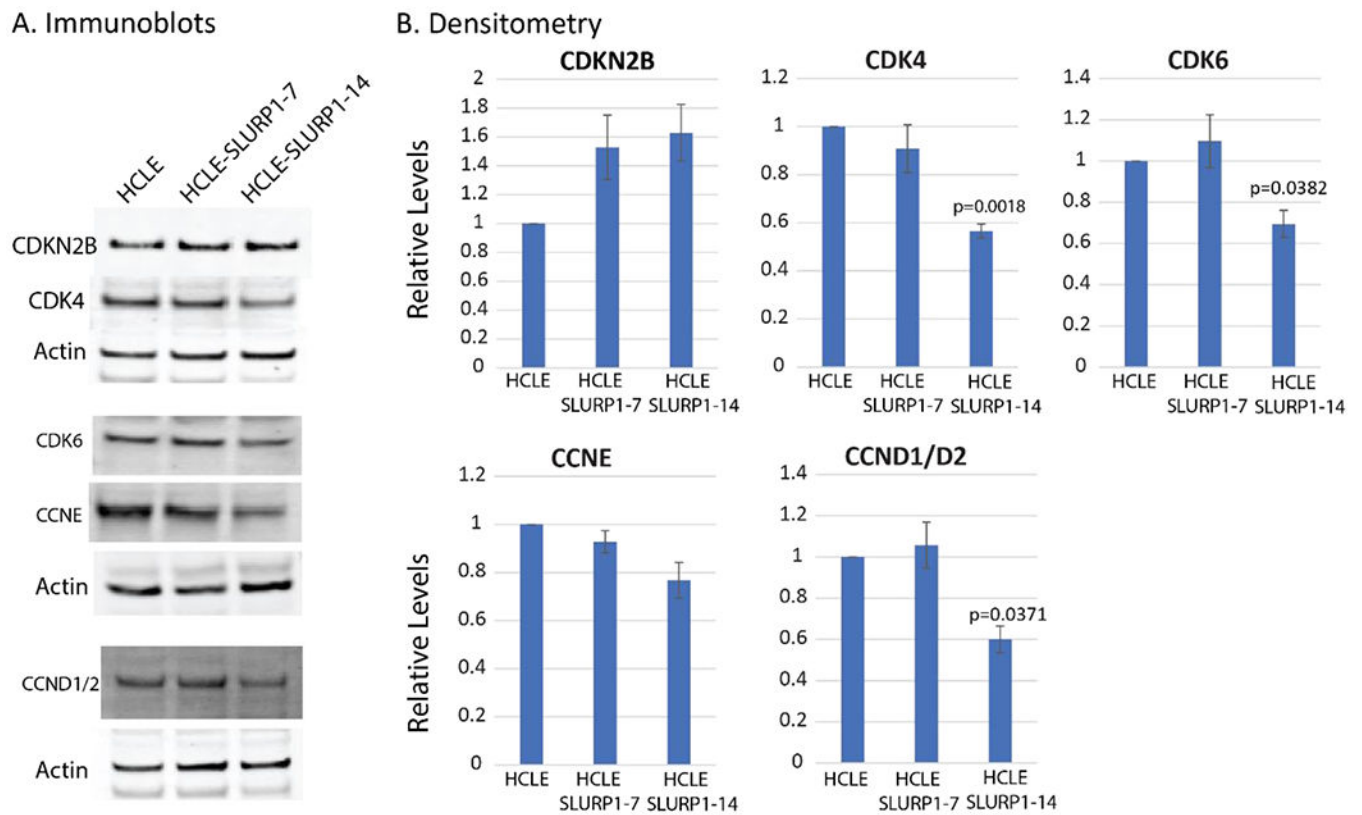 A. Immunoblots
HCLE
HCLE-SLURP1-7
HCLE-SLURP1-14
CDKN2B
CDK4
Actin
CDK6
CCNE
Actin
CCND1/2
Actin
B. Densitometry
CDKN2B
Relative Levels
2
1.8
1.6
1.4
1.2
1
0.8
0.6
0.4
0.2
0
HCLE
HCLE
SLURP1-7
HCLE
SLURP1-14
CDK4
1.2
1
0.8
0.6
0.4
0.2
0
p=0.0018
HCLE
HCLE
SLURP1-7
HCLE
SLURP1-14
CDK6
1.4
1.2
1
0.8
0.6
0.4
0.2
0
p=0.0382
HCLE
HCLE
SLURP1-7
HCLE
SLURP1-14
CCNE
Relative Levels
1.2
1
0.8
0.6
0.4
0.2
0
HCLE
HCLE
SLURP1-7
HCLE
SLURP1-14
CCND1/D2
1.4
1.2
1
0.8
0.6
0.4
0.2
0
p=0.0371
HCLE
HCLE
SLURP1-7
HCLE
SLURP1-14